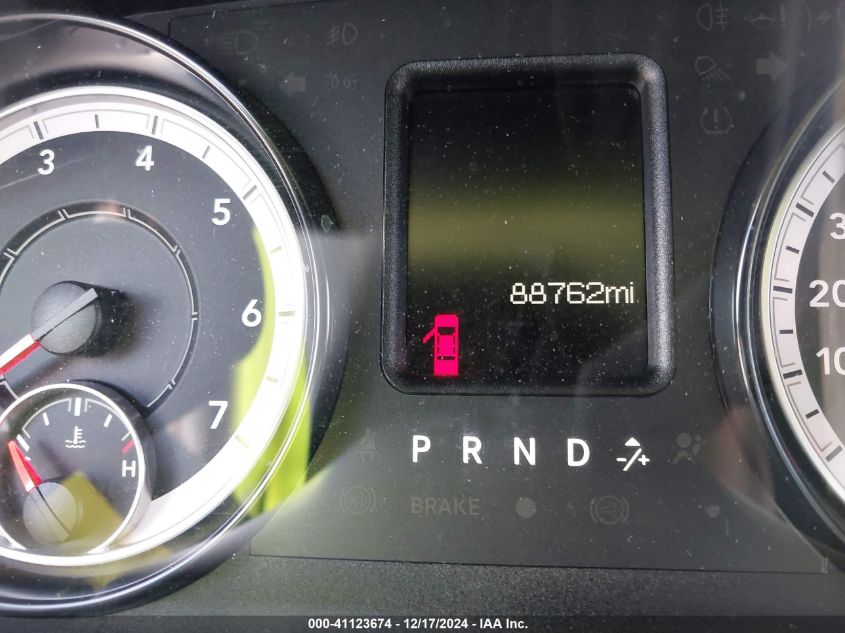 3 4 5 6 7
H
88762mi
P R N D -/+
BRAKE
3
20
10
000-41123674 / 12/17/2024 - IAA Inc.